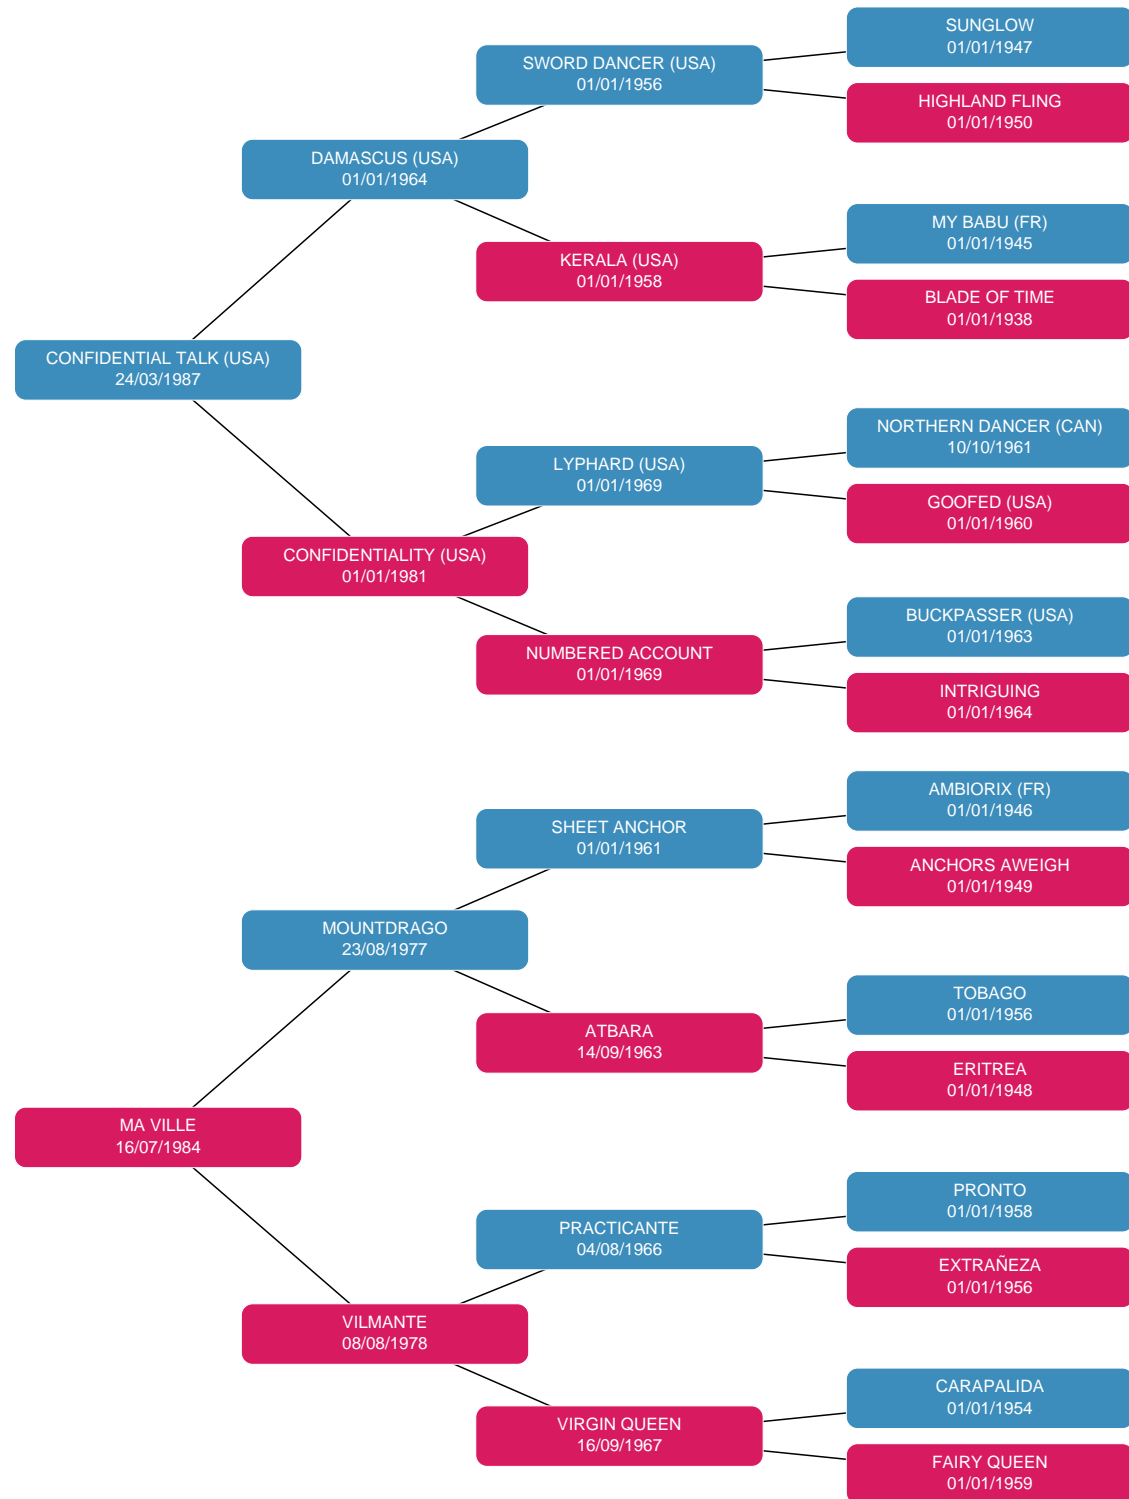 SUNGLOW
01/01/1947
SWORD DANCER (USA)
01/01/1956
HIGHLAND FLING
01/01/1950
DAMASCUS (USA)
01/01/1964
MY BABU (FR)
01/01/1945
KERALA (USA)
01/01/1958
BLADE OF TIME
01/01/1938
CONFIDENTIAL TALK (USA)
24/03/1987
NORTHERN DANCER (CAN)
10/10/1961
LYPHARD (USA)
01/01/1969
GOOFED (USA)
01/01/1960
CONFIDENTIALITY (USA)
01/01/1981
BUCKPASSER (USA)
01/01/1963
NUMBERED ACCOUNT
01/01/1969
INTRIGUING
01/01/1964
AMBIORIX (FR)
01/01/1946
SHEET ANCHOR
01/01/1961
ANCHORS AWEIGH
01/01/1949
MOUNTDRAGO
23/08/1977
TOBAGO
01/01/1956
ATBARA
14/09/1963
ERITREA
01/01/1948
MA VILLE
16/07/1984
PRONTO
01/01/1958
PRACTICANTE
04/08/1966
EXTRAÑEZA
01/01/1956
VILMANTE
08/08/1978
CARAPALIDA
01/01/1954
VIRGIN QUEEN
16/09/1967
FAIRY QUEEN
01/01/1959